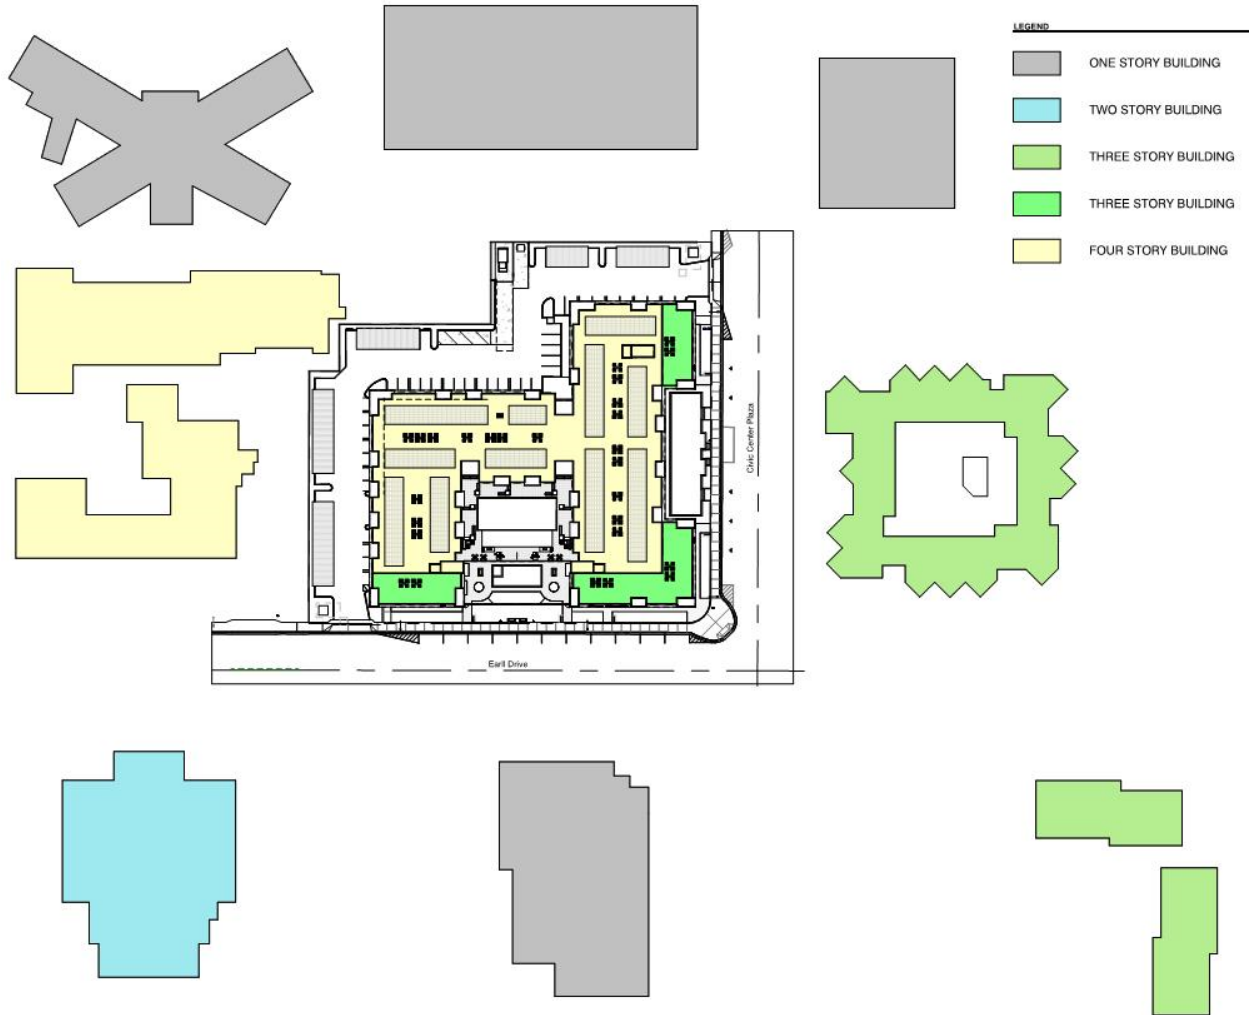 LEGEND
ONE STORY BUILDING
TWO STORY BUILDING
THREE STORY BUILDING
THREE STORY BUILDING
FOUR STORY BUILDING
Civic Center Plaza
Earll Drive